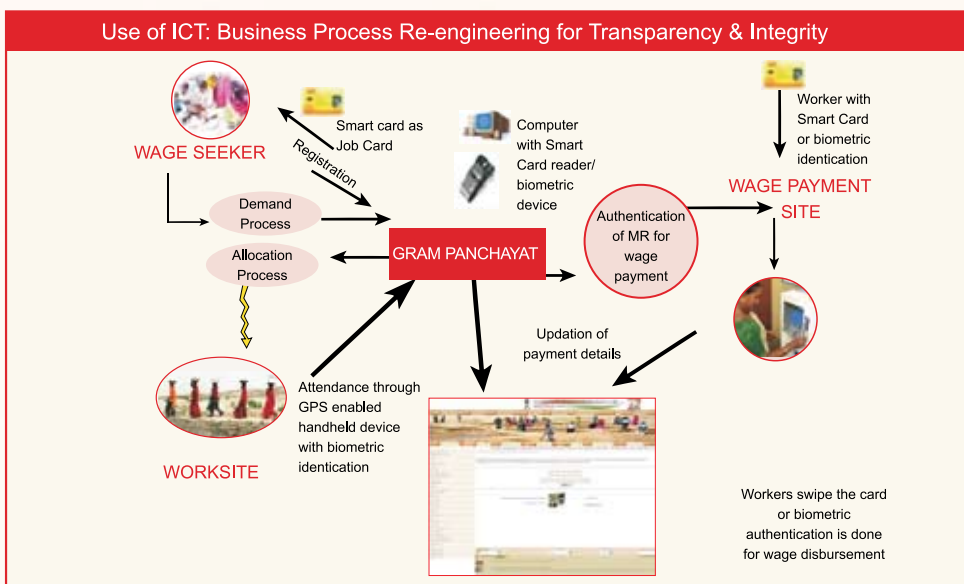 Use of ICT: Business Process Re-engineering for Transparency & Integrity
WAGE SEEKER
Smart card as
Job Card
Registration
Computer
with Smart
Card reader/
biometric
device
Worker with
Smart Card
or biometric
identication
WAGE PAYMENT
SITE
Demand
Process
Allocation
Process
GRAM PANCHAYAT
Authentication
of MR for
wage
payment
Updation of
payment details
Attendance through
GPS enabled
handheld device
with biometric
identication
WORKSITE
Workers swipe the card
or biometric
authentication is done
for wage disbursement